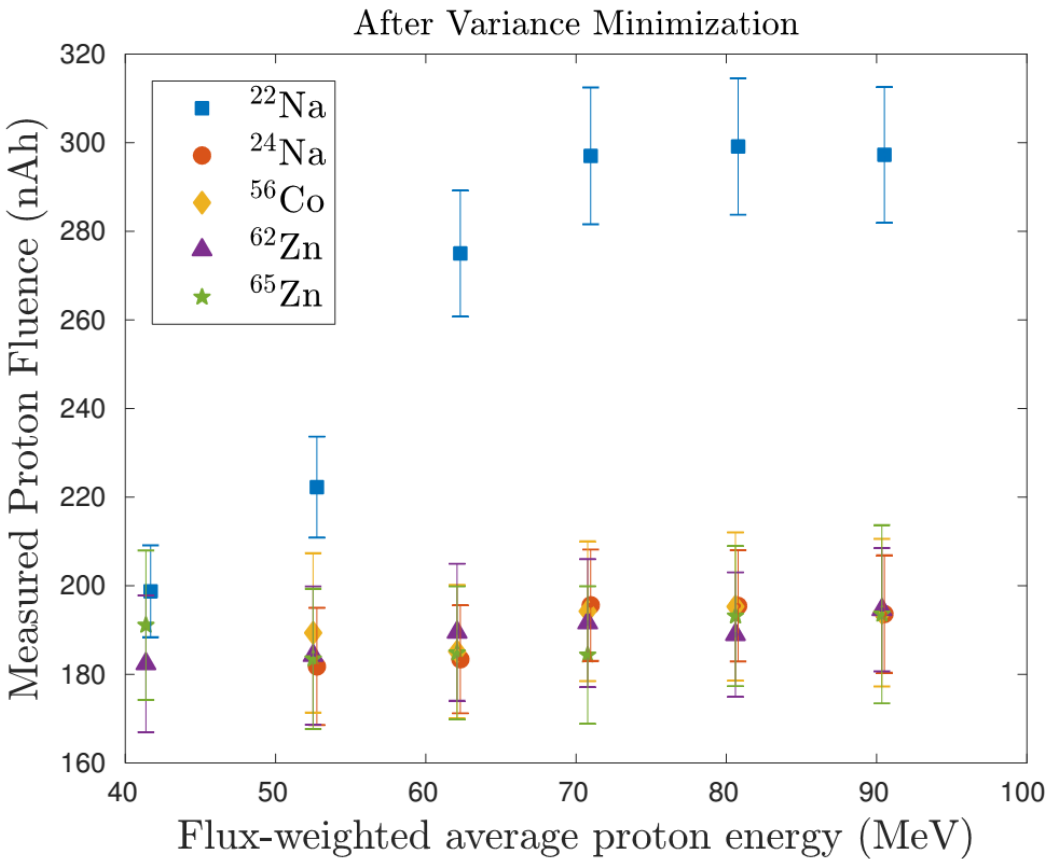 After Variance Minimization
Measured Proton Fluence (nAh)
320
300
280
260
240
220
200
180
160
²²Na
²⁴Na
⁵⁶Co
⁶²Zn
⁶⁵Zn
40 50 60 70 80 90 100
Flux-weighted average proton energy (MeV)